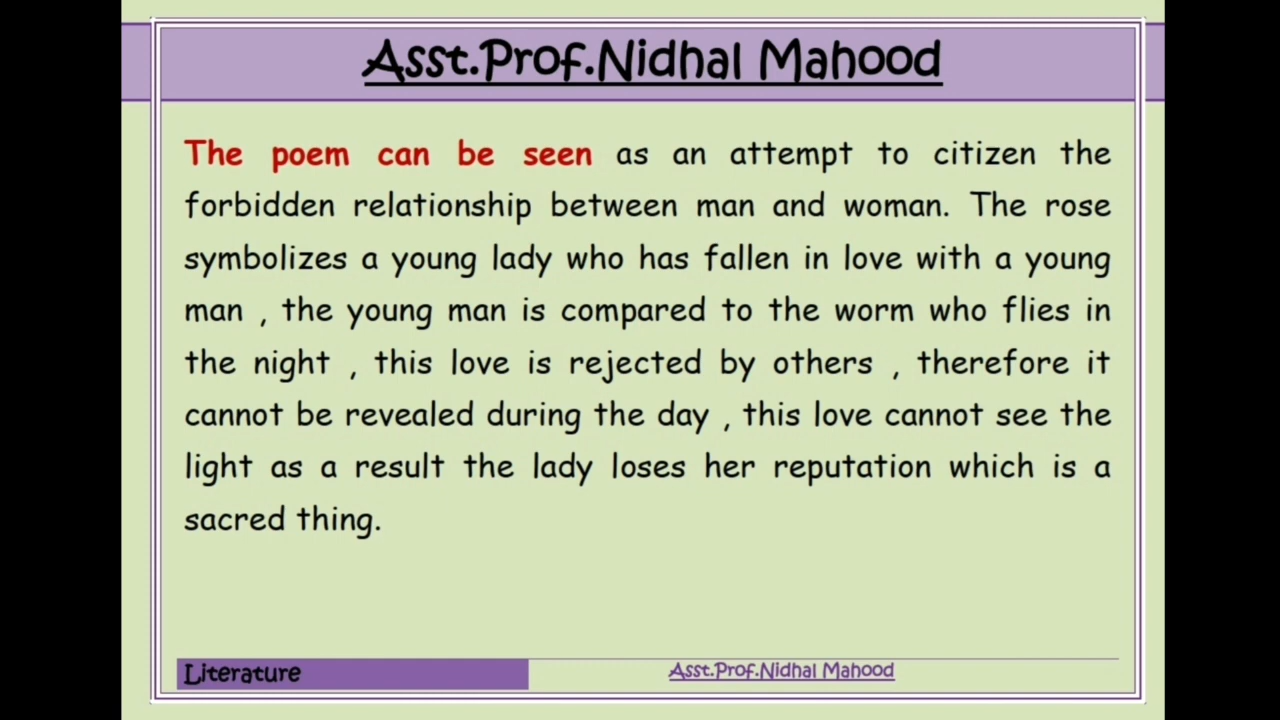 Asst.Prof.Nidhal Mahood
The poem can be seen as an attempt to citizen the
forbidden relationship between man and woman. The rose
symbolizes a young lady who has fallen in love with a young
man , the young man is compared to the worm who flies in
the night , this love is rejected by others , therefore it
cannot be revealed during the day , this love cannot see the
light as a result the lady loses her reputation which is a
sacred thing.
Literature
Asst.Prof.Nidhal Mahood